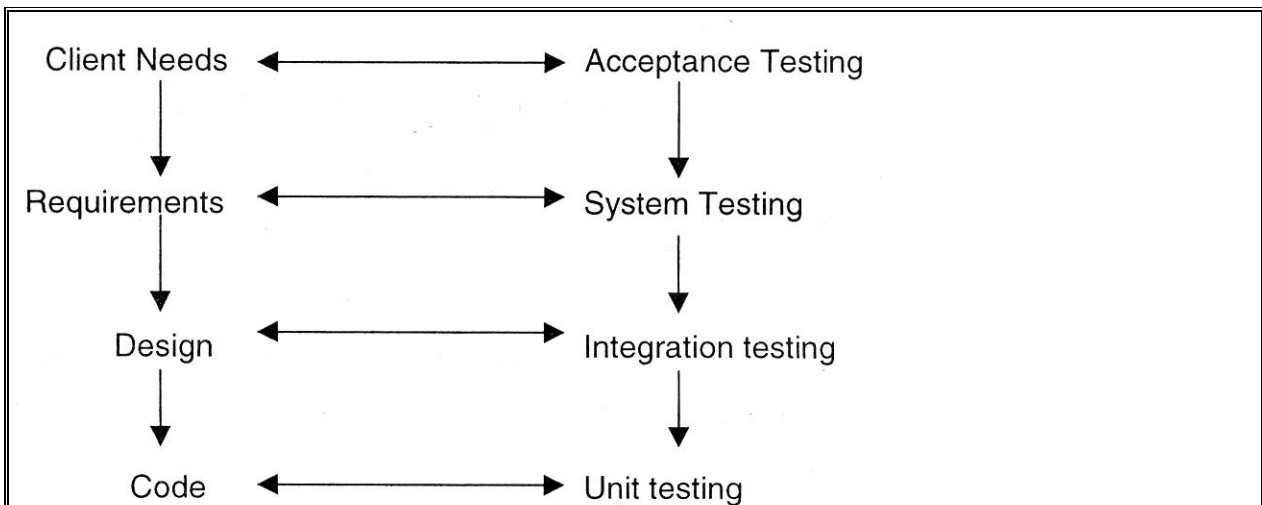 Client Needs Acceptance Testing
Requirements System Testing
Design Integration testing
Code Unit testing